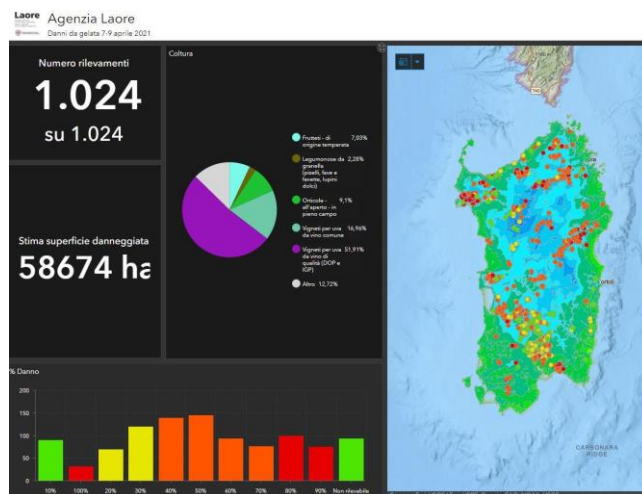 Laore
Agenzia Laore
Danni da gelata 7-9 aprile 2021
Numero rilevamenti
1.024
su 1.024
Stima superficie danneggiata
58674 ha
Coltura
Frutteti - di origine temperata 7,03%
Legumonose da granella (piselli, fave e favette, lupini dolci) 2,28%
Orticole - all'aperto - in pieno campo 9,1%
Vigneti per uva da vino comune 16,96%
Vigneti per uva da vino di qualità (DOP e IGP) 51,91%
Altro 12,72%
% Danno
200
150
100
50
0
10% 100% 20% 30% 40% 50% 60% 70% 80% 90% Non rilevabile
CARBONARA
RIDGE